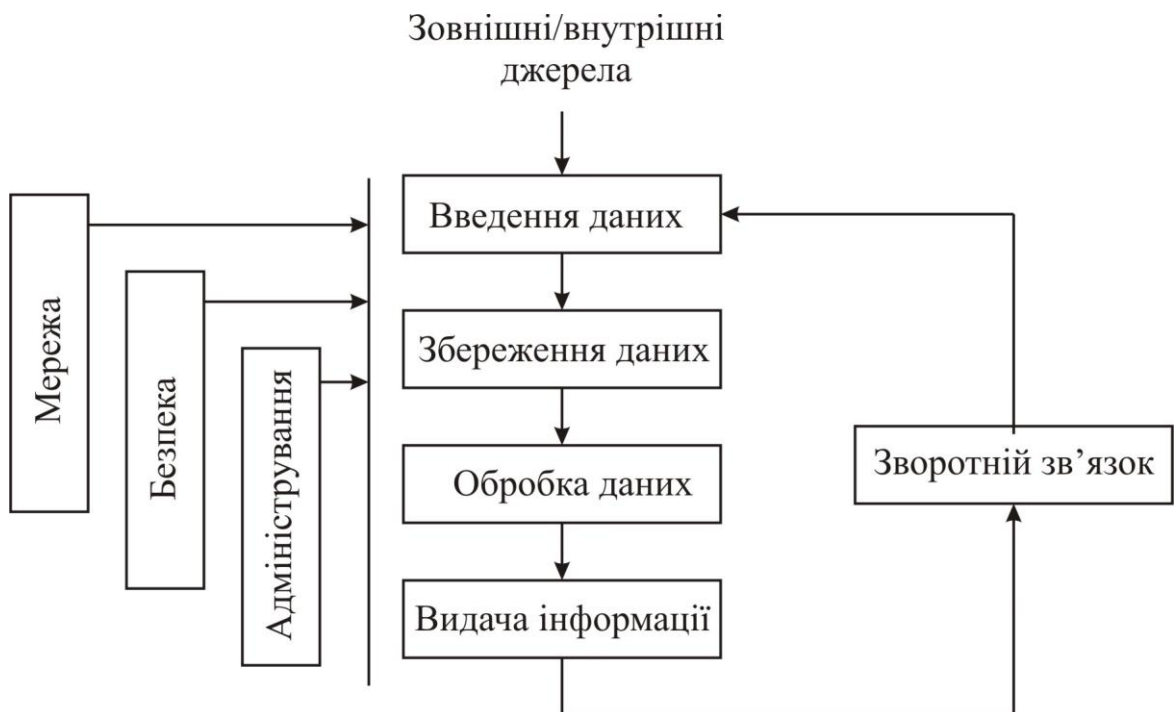 Зовнішні/внутрішні
джерела
Введення даних
Мережа
Безпека
Збереження даних
Адміністрування
Обробка даних
Зворотній зв’язок
Видача інформації